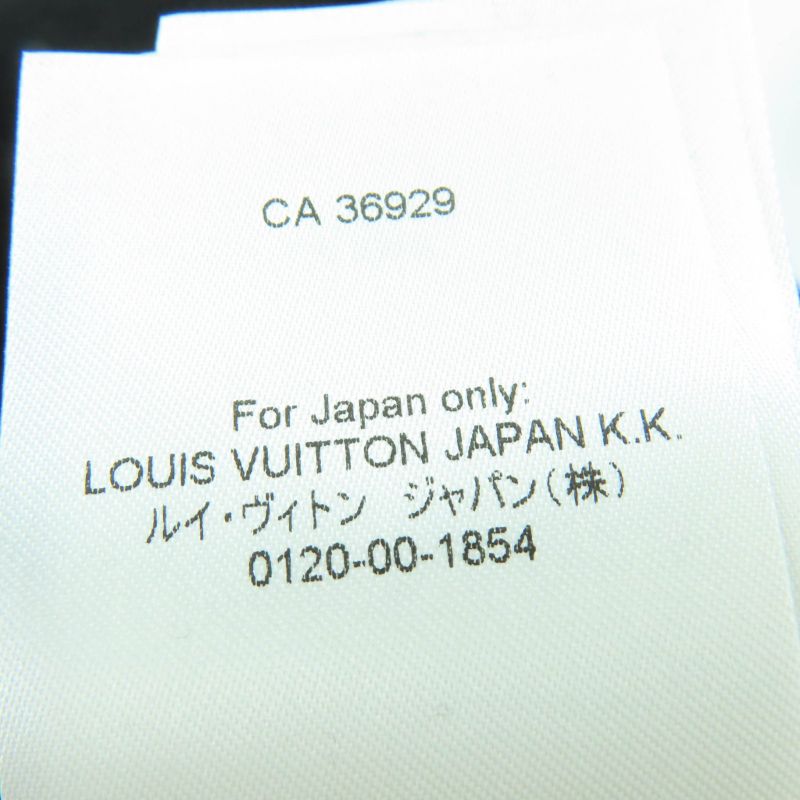 CA 36929
For Japan only:
LOUIS VUITTON JAPAN K.K.
ルイ・ヴィトン ジャパン(株)
0120-00-1854